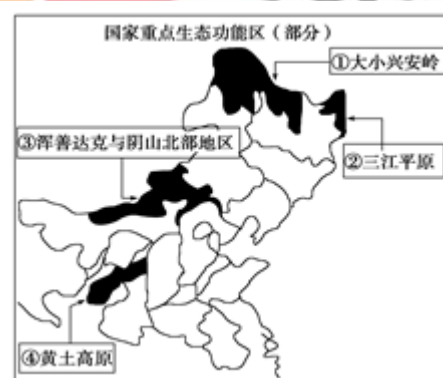 国家重点生态功能区（部分）
①大小兴安岭
③浑善达克与阴山北部地区
②三江平原
④黄土高原